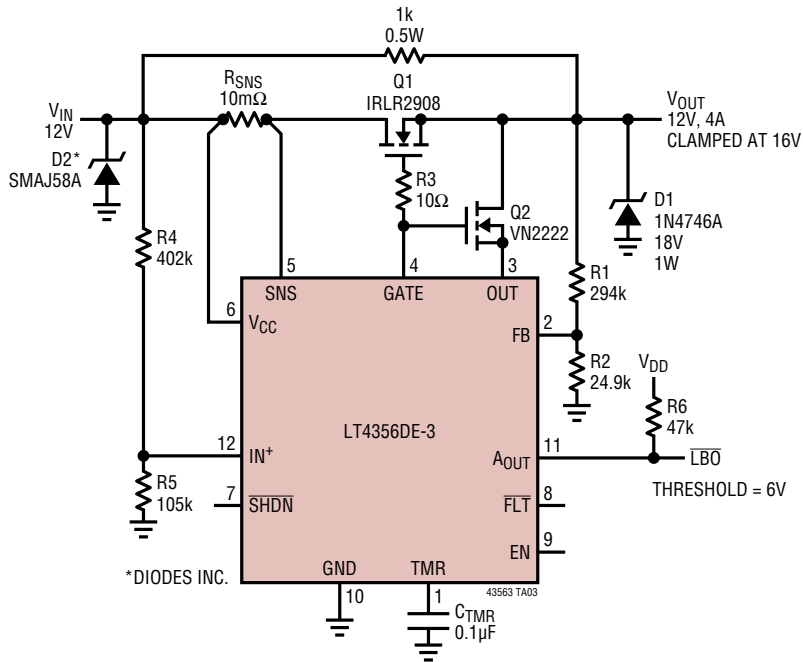 1k
0.5W
RSNS
10mΩ
Q1
IRLR2908
VIN
12V
VOUT
12V, 4A
CLAMPED AT 16V
D2*
SMAJ58A
R3
10Ω
Q2
VN2222
D1
1N4746A
18V
1W
R4
402k
5
4
3
SNS
GATE
OUT
R1
294k
6
VCC
FB
2
R2
24.9k
VDD
R6
47k
LT4356DE-3
12
IN+
AOUT
11
LBO
THRESHOLD = 6V
R5
105k
7
SHDN
FLT
8
EN
9
*DIODES INC.
GND
TMR
10
1
43563 TA03
CTMR
0.1µF